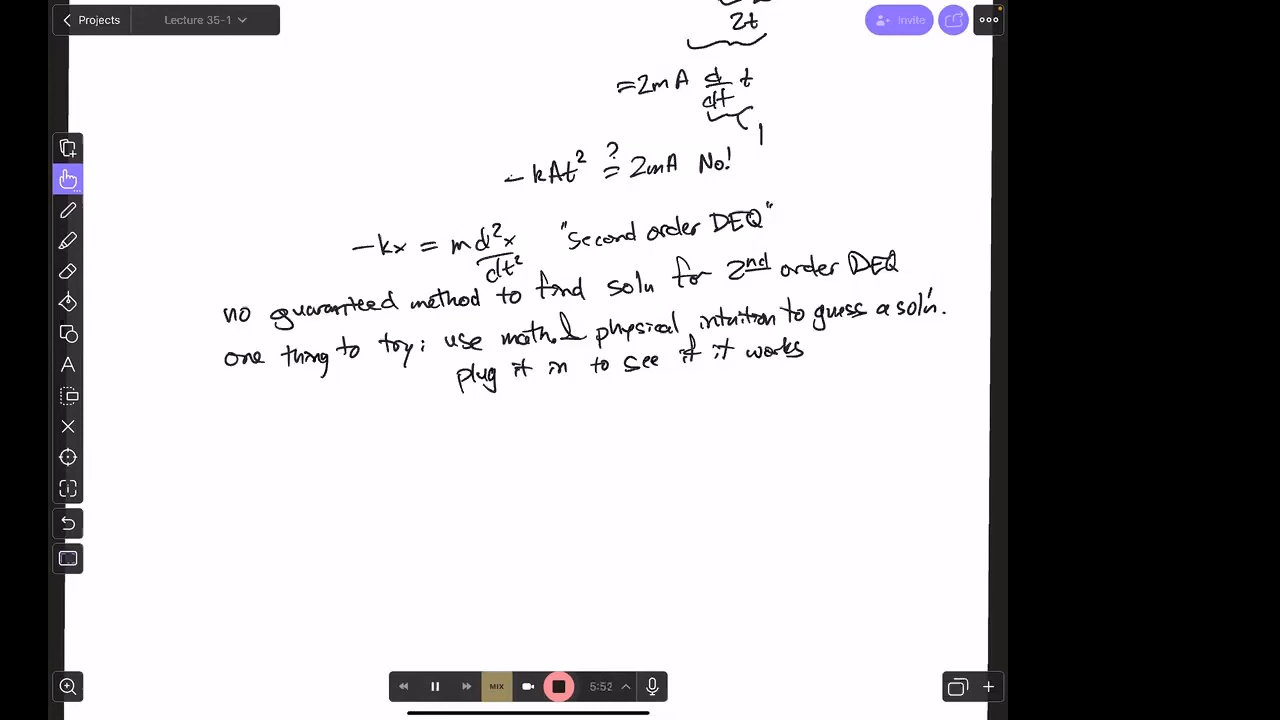 Projects Lecture 35-1 Invite
2t
=2mA d/dt t
1
-kAt² ?= 2mA No!
-kx = m d²x/dt² "Second order DEQ"
no guaranteed method to find soln for 2nd order DEQ
one thing to try: use math & physical intuition to guess a sol'n.
plug it in to see if it works
MIX 5:52